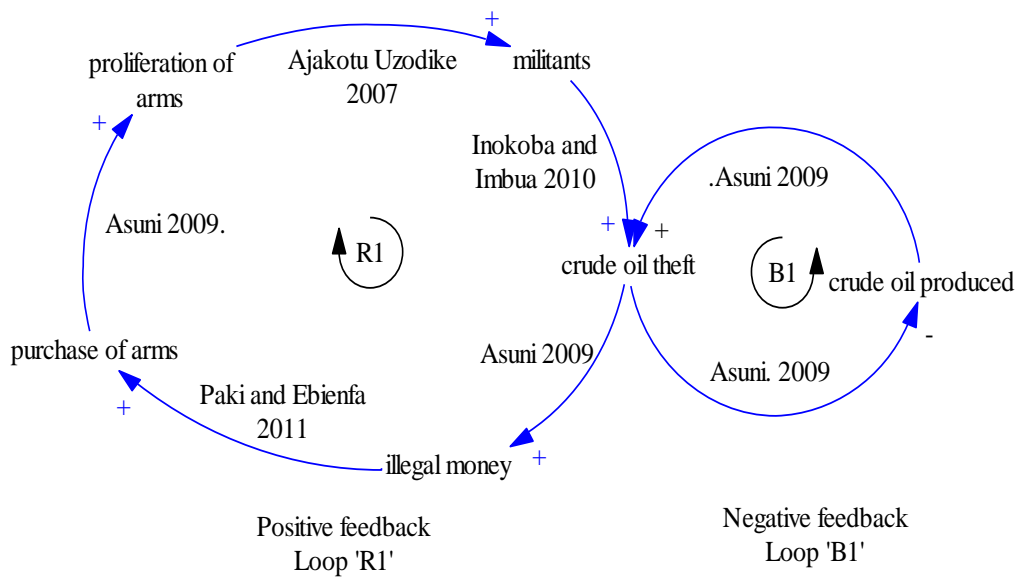 +
proliferation of
arms
Ajakotu Uzodike
2007
militants
+
Inokoba and
Imbua 2010
.Asuni 2009
Asuni 2009.
R1
+
+
crude oil theft
B1
crude oil produced
-
purchase of arms
+
Asuni 2009
Asuni. 2009
Paki and Ebienfa
2011
illegal money
+
Positive feedback
Loop 'R1'
Negative feedback
Loop 'B1'